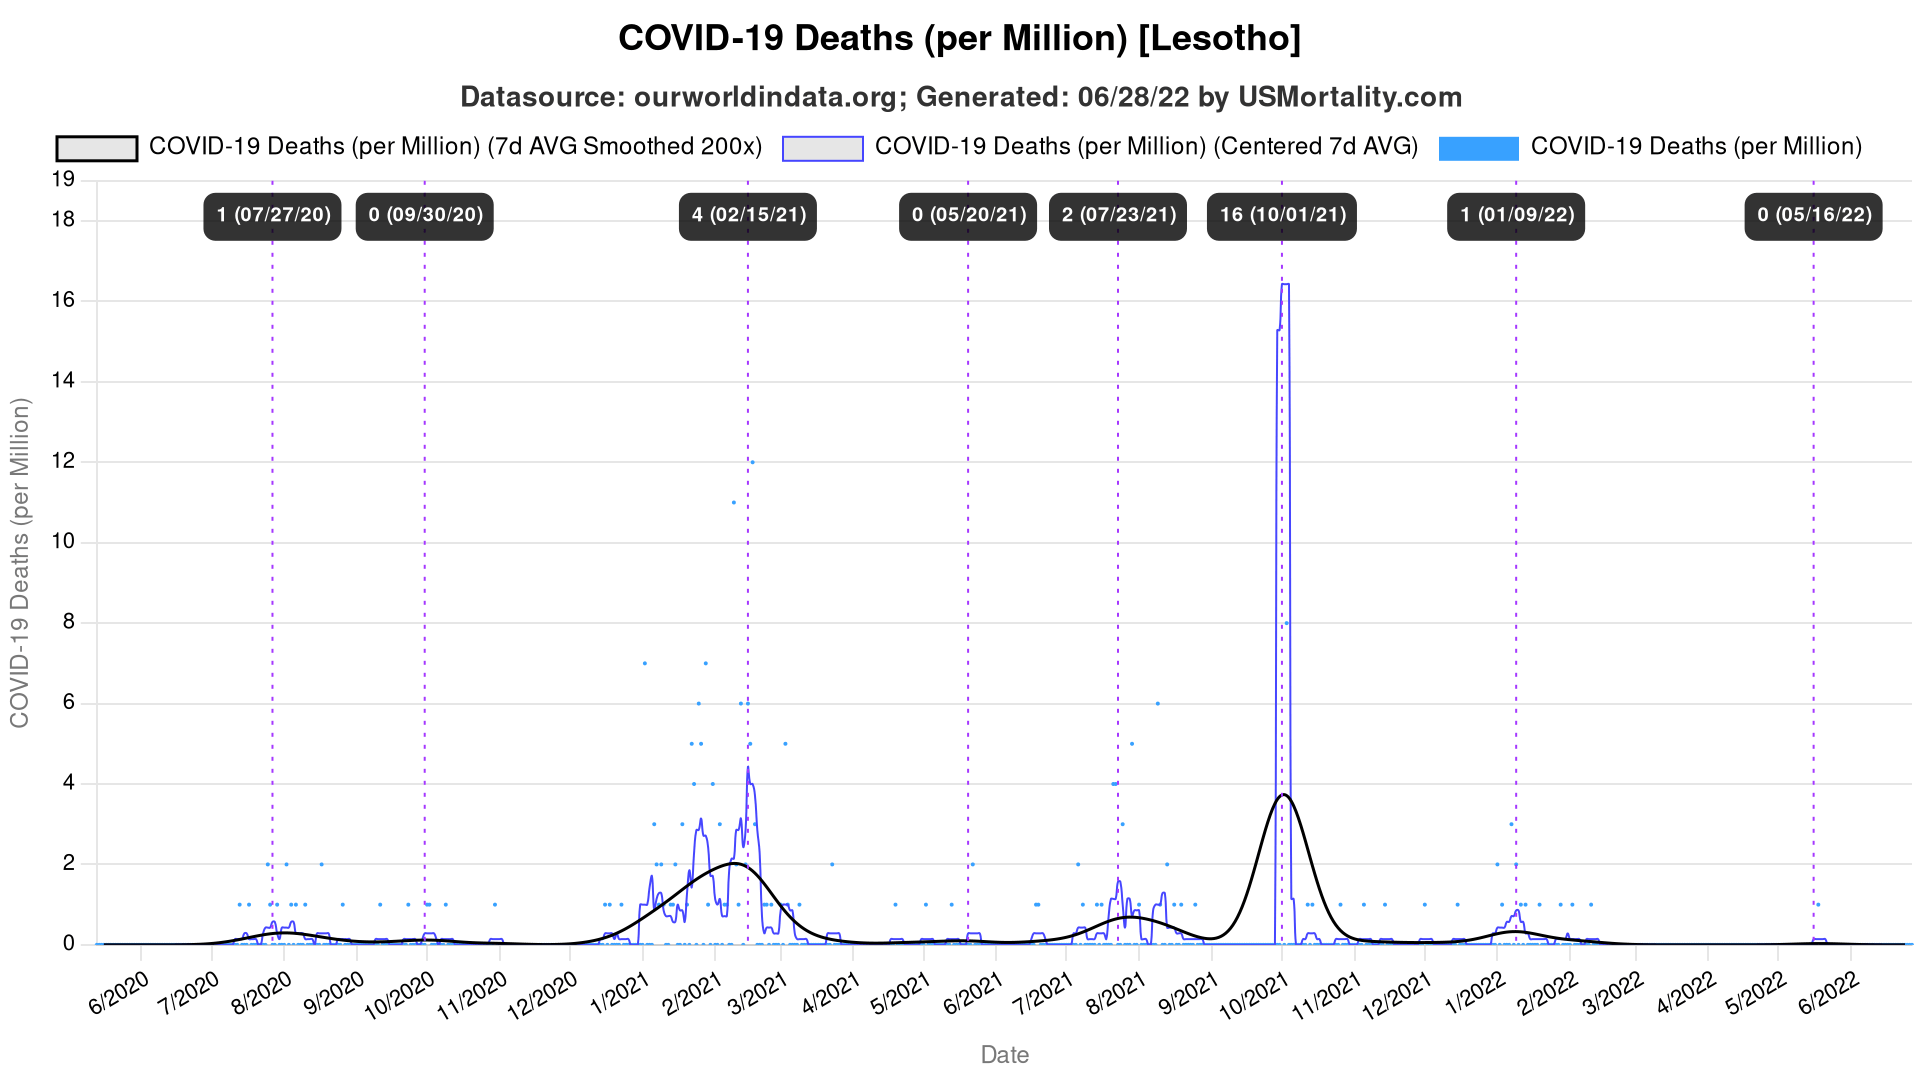 COVID-19 Deaths (per Million) [Lesotho]
Datasource: ourworldindata.org; Generated: 06/28/22 by USMortality.com
COVID-19 Deaths (per Million) (7d AVG Smoothed 200x) COVID-19 Deaths (per Million) (Centered 7d AVG) COVID-19 Deaths (per Million)
19
18
16
14
12
10
8
6
4
2
0
1 (07/27/20) 0 (09/30/20) 4 (02/15/21) 0 (05/20/21) 2 (07/23/21) 16 (10/01/21) 1 (01/09/22) 0 (05/16/22)
COVID-19 Deaths (per Million)
6/2020 7/2020 8/2020 9/2020 10/2020 11/2020 12/2020 1/2021 2/2021 3/2021 4/2021 5/2021 6/2021 7/2021 8/2021 9/2021 10/2021 11/2021 12/2021 1/2022 2/2022 3/2022 4/2022 5/2022 6/2022
Date